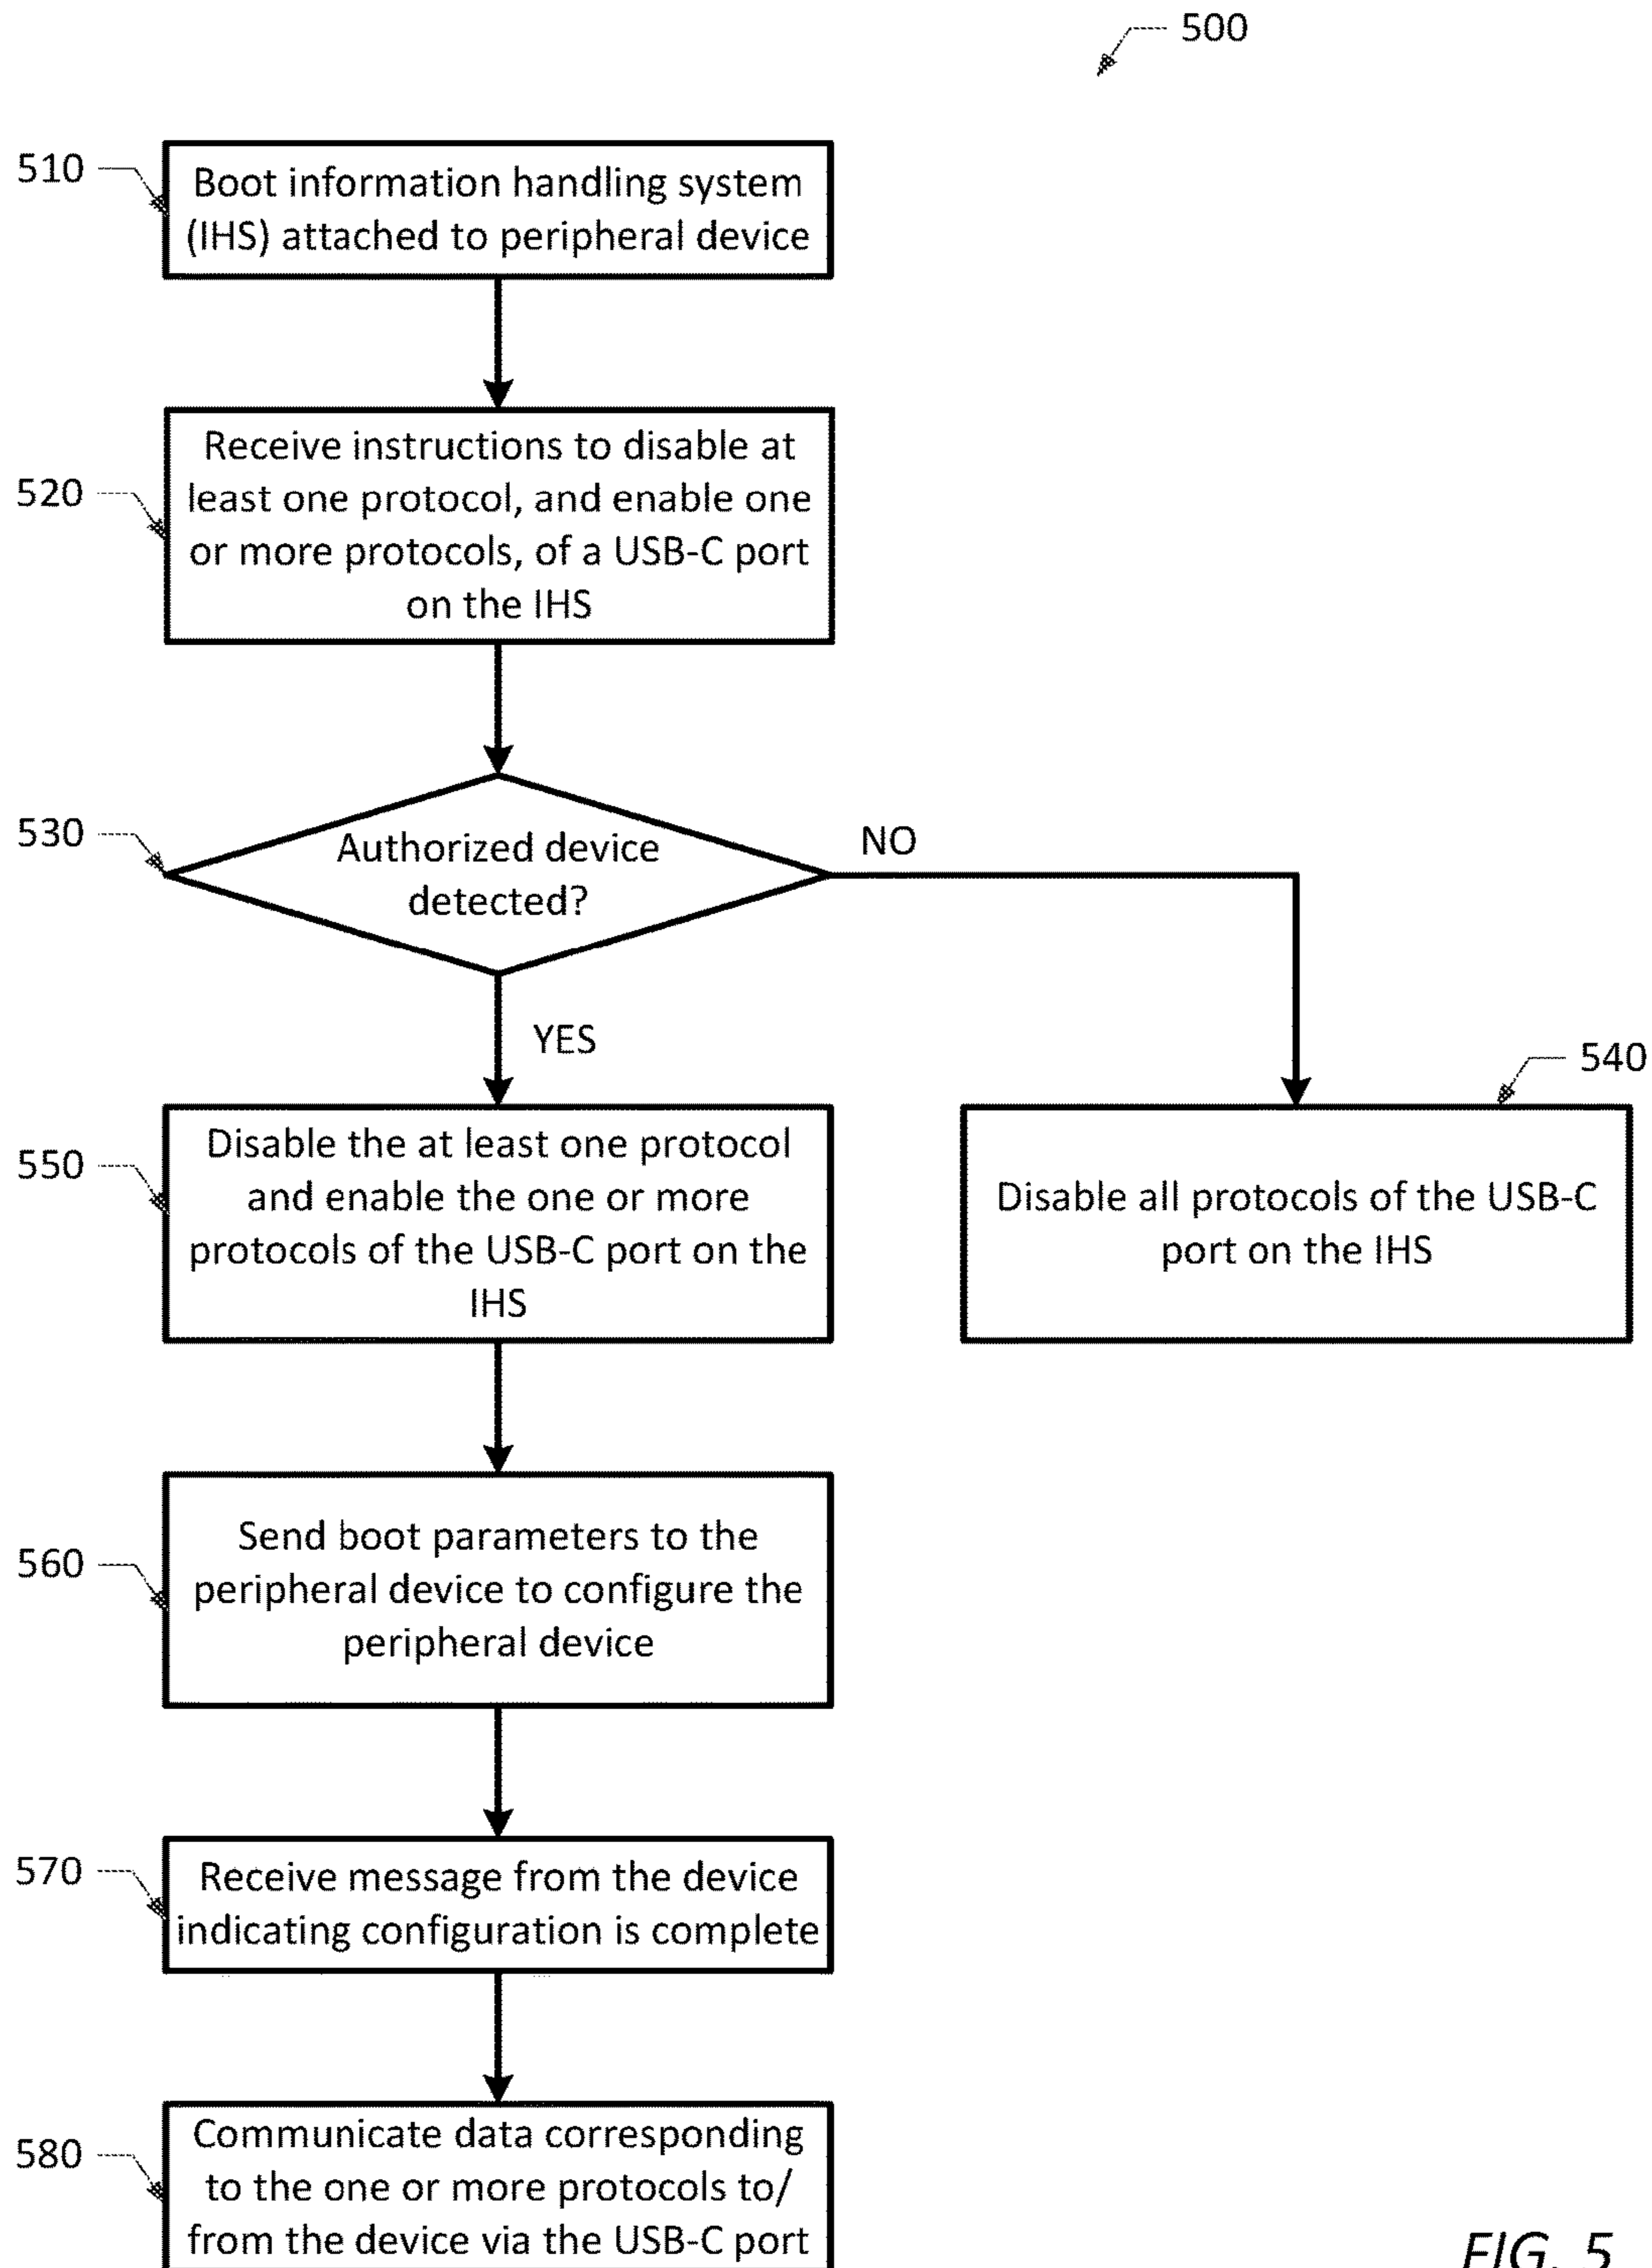 500
510
Boot information handling system
(IHS) attached to peripheral device
520
Receive instructions to disable at
least one protocol, and enable one
or more protocols, of a USB-C port
on the IHS
530
Authorized device
detected?
NO
YES
540
550
Disable the at least one protocol
and enable the one or more
protocols of the USB-C port on the
IHS
Disable all protocols of the USB-C
port on the IHS
560
Send boot parameters to the
peripheral device to configure the
peripheral device
570
Receive message from the device
indicating configuration is complete
580
Communicate data corresponding
to the one or more protocols to/
from the device via the USB-C port
FIG. 5